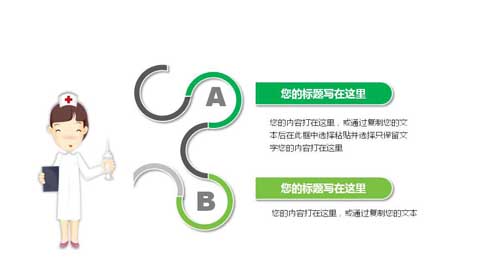 A
您的标题写在这里
您的内容打在这里，或通过复制您的文
本后在此框中选择粘贴并选择只保留文
字您的内容打在这里
B
您的标题写在这里
您的内容打在这里，或通过复制您的文本